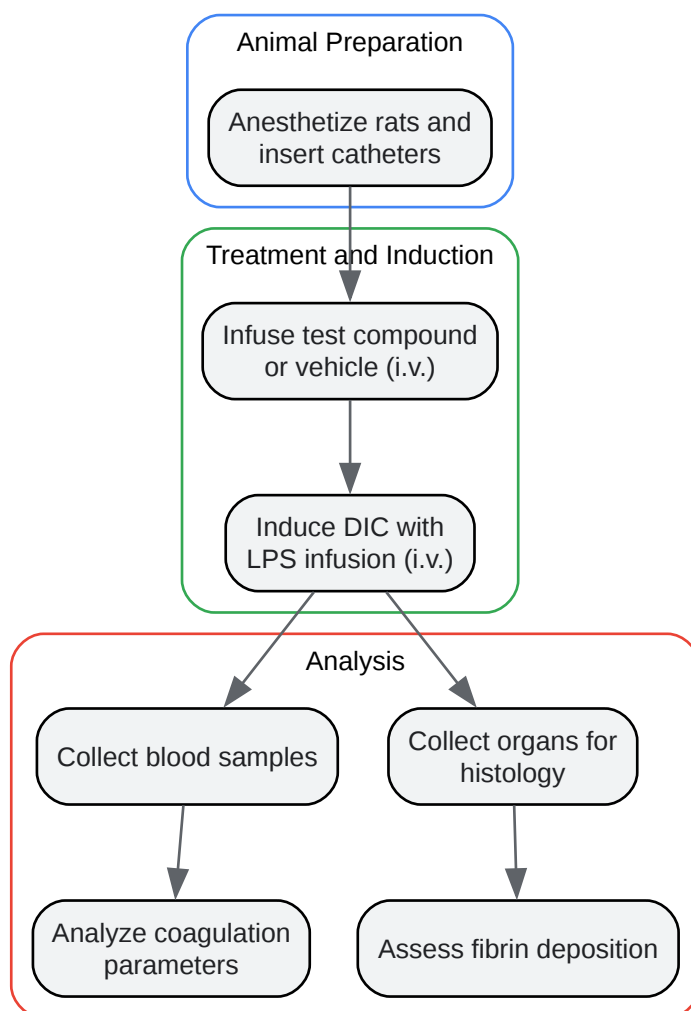 Animal Preparation
Anesthetize rats and
insert catheters
Treatment and Induction
Infuse test compound
or vehicle (i.v.)
Induce DIC with
LPS infusion (i.v.)
Analysis
Collect blood samples
Collect organs for
histology
Analyze coagulation
parameters
Assess fibrin deposition